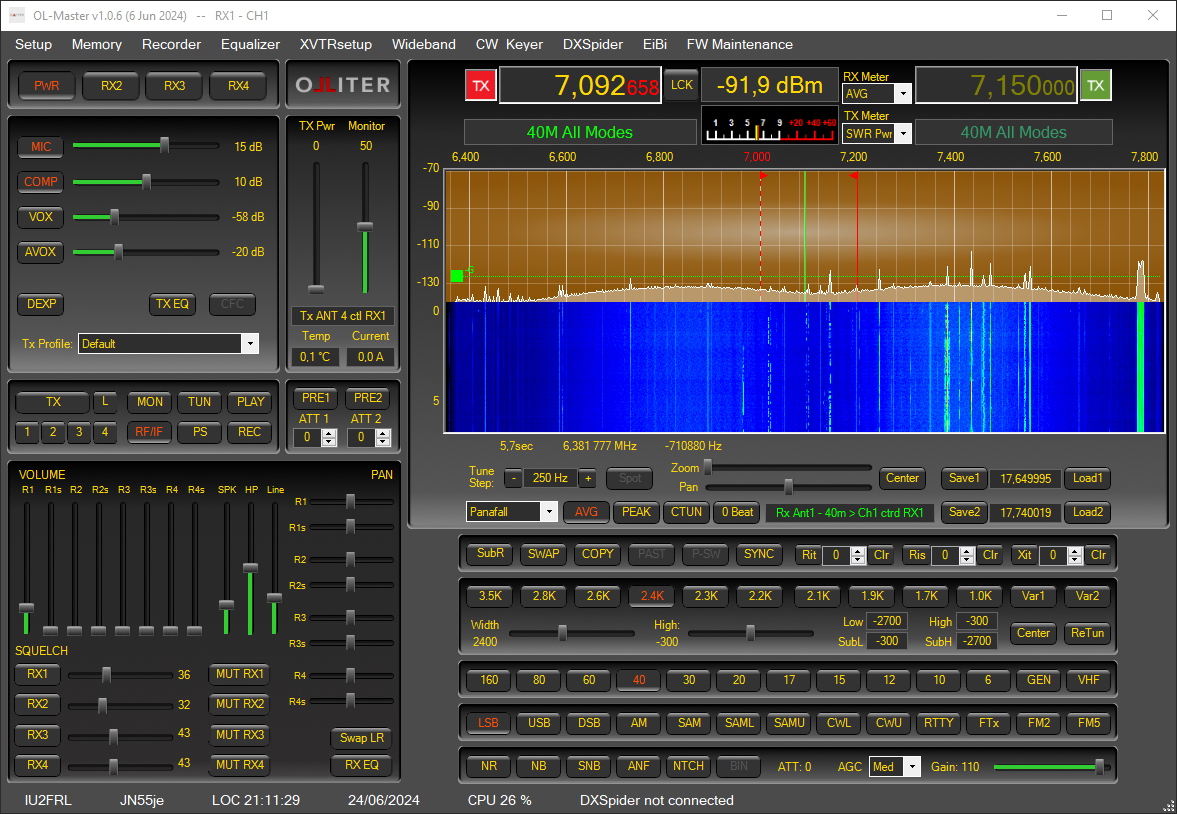 OL-Master v1.0.6 (6 Jun 2024) -- RX1 - CH1
Setup Memory Recorder Equalizer XVTRsetup Wideband CW Keyer DXSpider EiBi FW Maintenance
PWR RX2 RX3 RX4
OLLITER
MIC 15 dB
COMP 10 dB
VOX -58 dB
AVOX -20 dB
DEXP TX EQ CFC
Tx Profile: Default
TX Pwr Monitor
0 50
Tx ANT 4 ctl RX1
Temp Current
0,1 °C 0,0 A
TX L MON TUN PLAY
1 2 3 4 RF/IF PS REC
PRE1 PRE2
ATT 1 ATT 2
0 0
VOLUME PAN
R1 R1s R2 R2s R3 R3s R4 R4s SPK HP Line
R1
R1s
R2
R2s
R3
R3s
R4
R4s
SQUELCH
RX1 36 MUT RX1
RX2 32 MUT RX2
RX3 43 MUT RX3
RX4 43 MUT RX4
Swap LR
RX EQ
TX 7,092 658 LCK -91,9 dBm RX Meter AVG 7,150 000 TX
40M All Modes
1 3 5 7 9 +20 +40 +60
TX Meter
SWR Pwr
40M All Modes
6,400 6,600 6,800 7,000 7,200 7,400 7,600 7,800
-70
-90
-110
-130
-G
0
5
5,7sec 6,381 777 MHz -710880 Hz
Tune Step: - 250 Hz + Spot
Zoom
Pan
Center Save1 17,649995 Load1
Panafall AVG PEAK CTUN 0 Beat Rx Ant1 - 40m > Ch1 ctrd RX1 Save2 17,740019 Load2
SubR SWAP COPY PAST P-SW SYNC Rit 0 Clr Ris 0 Clr Xit 0 Clr
3.5K 2.8K 2.6K 2.4K 2.3K 2.2K 2.1K 1.9K 1.7K 1.0K Var1 Var2
Width High: Low -2700 High -300 Center ReTun
2400 -300 SubL -300 SubH -2700
160 80 60 40 30 20 17 15 12 10 6 GEN VHF
LSB USB DSB AM SAM SAML SAMU CWL CWU RTTY FTx FM2 FM5
NR NB SNB ANF NTCH BIN ATT: 0 AGC Med Gain: 110
IU2FRL JN55je LOC 21:11:29 24/06/2024 CPU 26 % DXSpider not connected